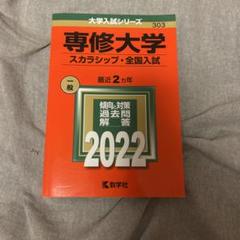 大学入試シリーズ
303
専修大学
スカラシップ・全国入試
一般
最近2カ年
傾向と対策
過去問
解答
2022
教学社